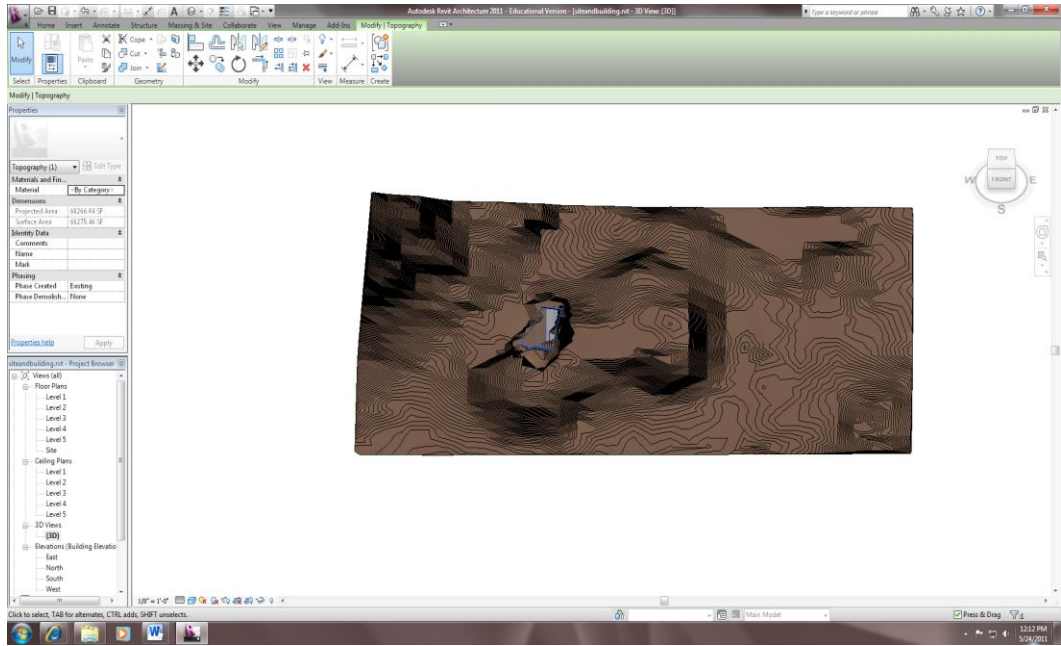 Autodesk Revit Architecture 2011 - Educational Version - [siteandbuilding.rvt - 3D View: {3D}]
Type a keyword or phrase
Home Insert Annotate Structure Massing & Site Collaborate View Manage Add-Ins Modify | Topography
Modify
Paste
Cope
Cut
Join
Select Properties Clipboard Geometry Modify View Measure Create
Modify | Topography
Properties
Topography (1) Edit Type
Materials and Fin...
Material <By Category>
Dimensions
Projected Area
Surface Area
Identity Data
Comments
Name
Mark
Phasing
Phase Created Existing
Phase Demolish... None
Properties help Apply
siteandbuilding.rvt - Project Browser
Views (all)
Floor Plans
Level 1
Level 2
Level 3
Level 4
Level 5
Site
Ceiling Plans
Level 1
Level 2
Level 3
Level 4
Level 5
3D Views
{3D}
Elevations (Building Elevatio
East
North
South
West
TOP
W FRONT E
S
1/8" = 1'-0"
Click to select, TAB for alternates, CTRL adds, SHIFT unselects.
Main Model
Press & Drag
12:12 PM
5/24/2011